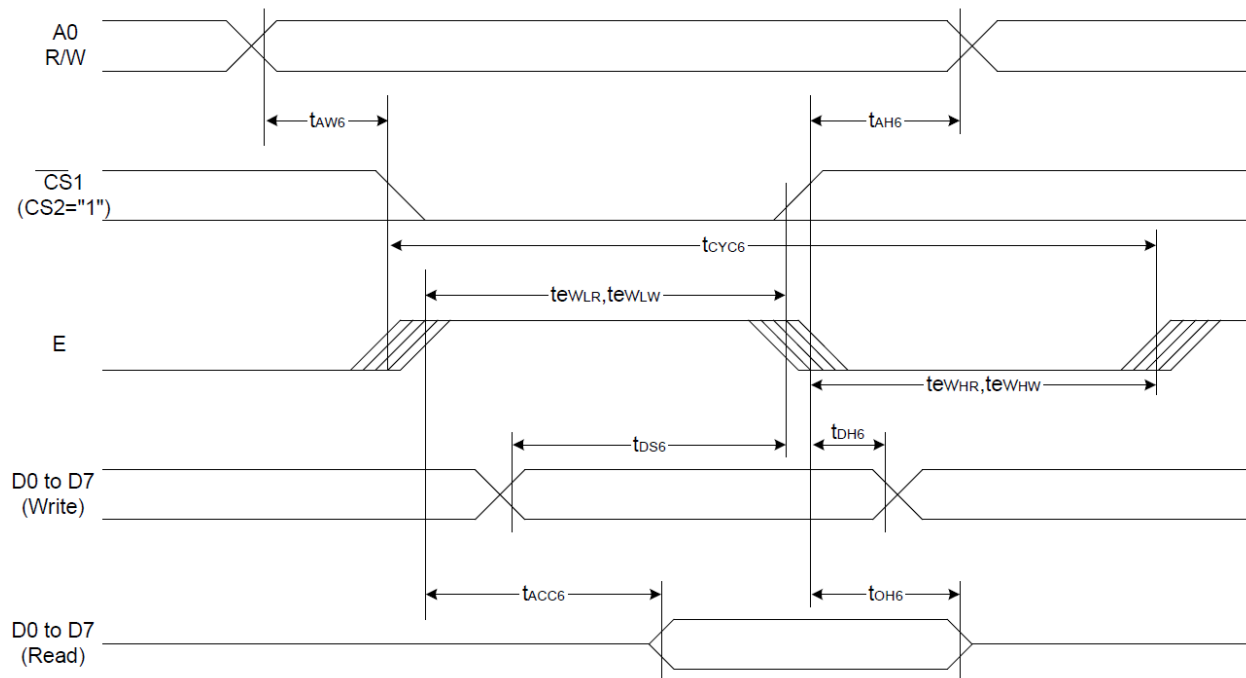 A0
R/W
tAW6
tAH6
CS1
(CS2="1")
tCYC6
teWLR,teWLW
E
teWHR,teWHW
tDS6
tDH6
D0 to D7
(Write)
tACC6
tOH6
D0 to D7
(Read)